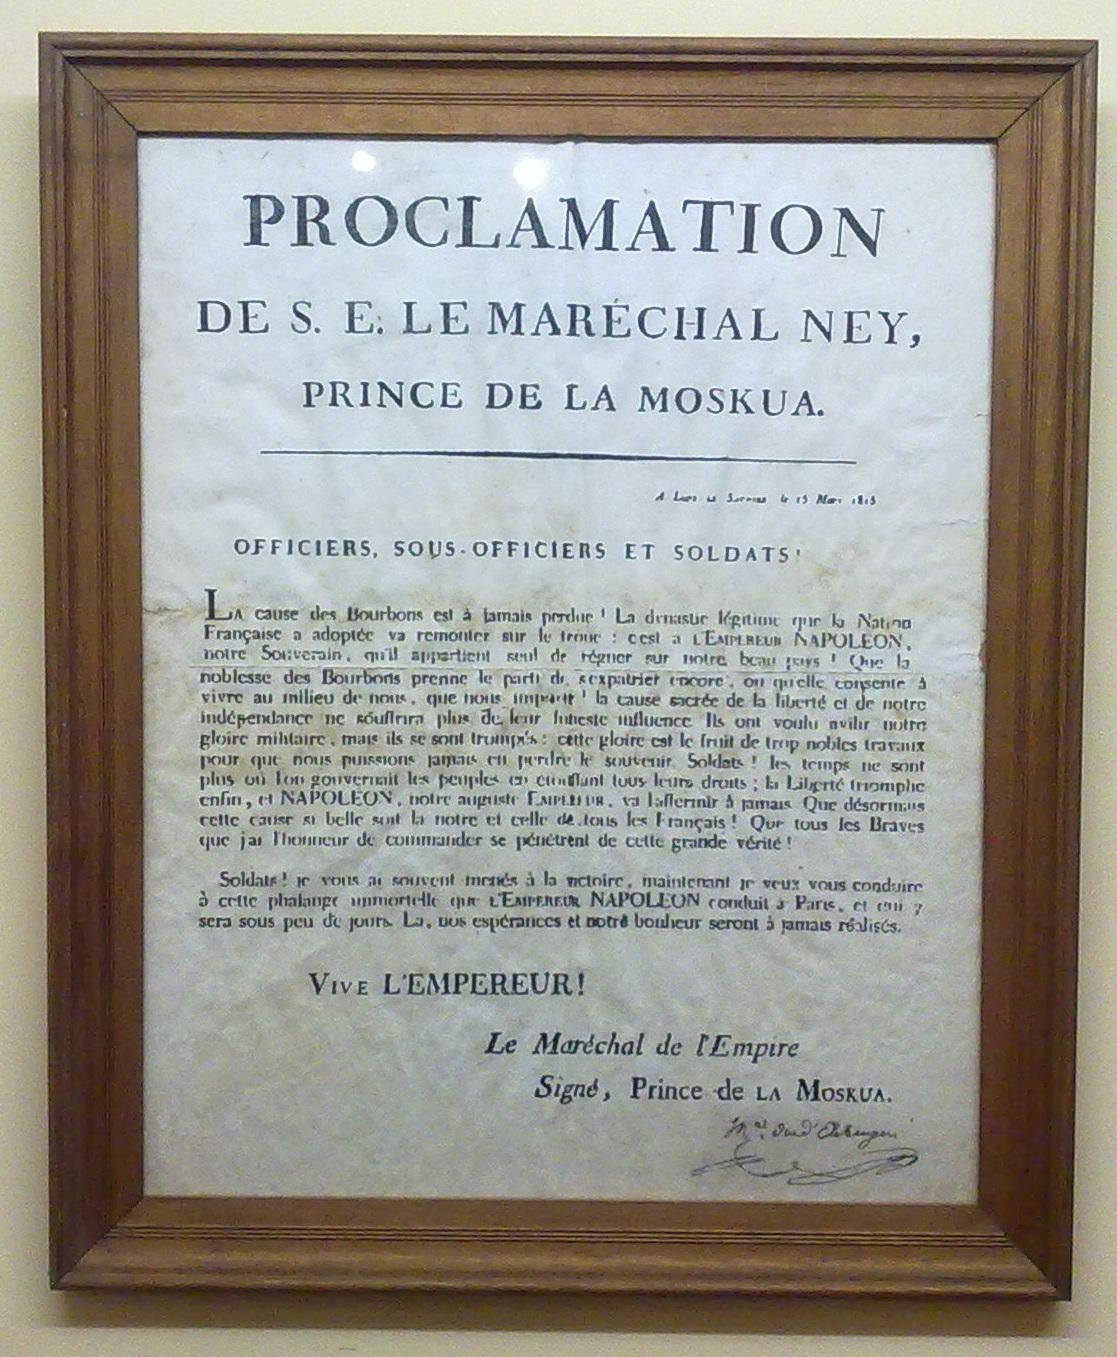 PROCLAMATION
DE S. E. LE MARÉCHAL NEY,
PRINCE DE LA MOSKUA.
A le 15 Mars 1815
OFFICIERS, SOUS-OFFICIERS ET SOLDATS!
LA cause des Bourbons est à jamais perdue ! La dinastie légitime que la Nation
Française a adoptée va remonter sur le trône : c'est a L'EMPEREUR NAPOLÉON,
notre Souverain, qu'il appartient seul de régner sur notre beau pays ! Que la
noblesse des Bourbons prenne le parti de s'expatrier encore, ou qu'elle consente à
vivre au milieu de nous, que nous importe ! la cause sacrée de la liberté et de notre
indépendance ne souffrira plus de leur funeste influence. Ils ont voulu avilir notre
gloire militaire, mais ils se sont trompés : cette gloire est le fruit de trop nobles travaux
pour que nous puissions jamais en perdre le souvenir. Soldats ! les temps ne sont
plus où l'on gouvernait les peuples en étouffant tous leurs droits ; la Liberté triomphe
enfin, et NAPOLÉON, notre auguste EMPEREUR, va l'affermir à jamais. Que désormais
cette cause si belle soit la notre et celle de tous les Français ! Que tous les Braves
que j'ai l'honneur de commander se pénètrent de cette grande vérité !
Soldats ! je vous ai souvent menés à la victoire, maintenant je veux vous conduire
à cette phalange immortelle que L'EMPEREUR NAPOLÉON conduit à Paris, et qui y
sera sous peu de jours. La, nos espérances et notre bonheur seront à jamais réalisés.
VIVE L'EMPEREUR!
Le Maréchal de l'Empire
Signé, Prince de LA MOSKUA.